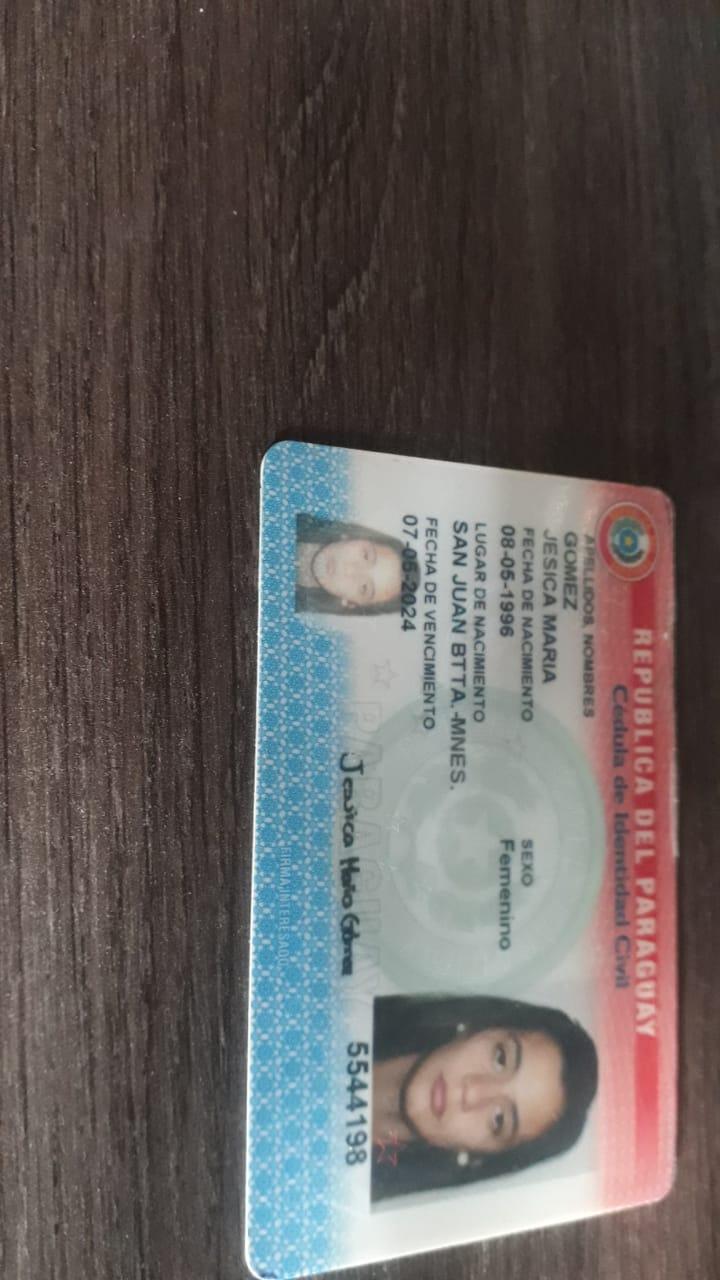 REPUBLICA DEL PARAGUAY
Cédula de Identidad Civil
APELLIDOS, NOMBRES
GOMEZ
JESICA MARIA
FECHA DE NACIMIENTO
08-05-1996
SEXO
Femenino
LUGAR DE NACIMIENTO
SAN JUAN BTTA.-MNES.
FECHA DE VENCIMIENTO
07-05-2024
PARAGUAY
Jesica Maria Gómez
5544198
FIRMA INTERESADO